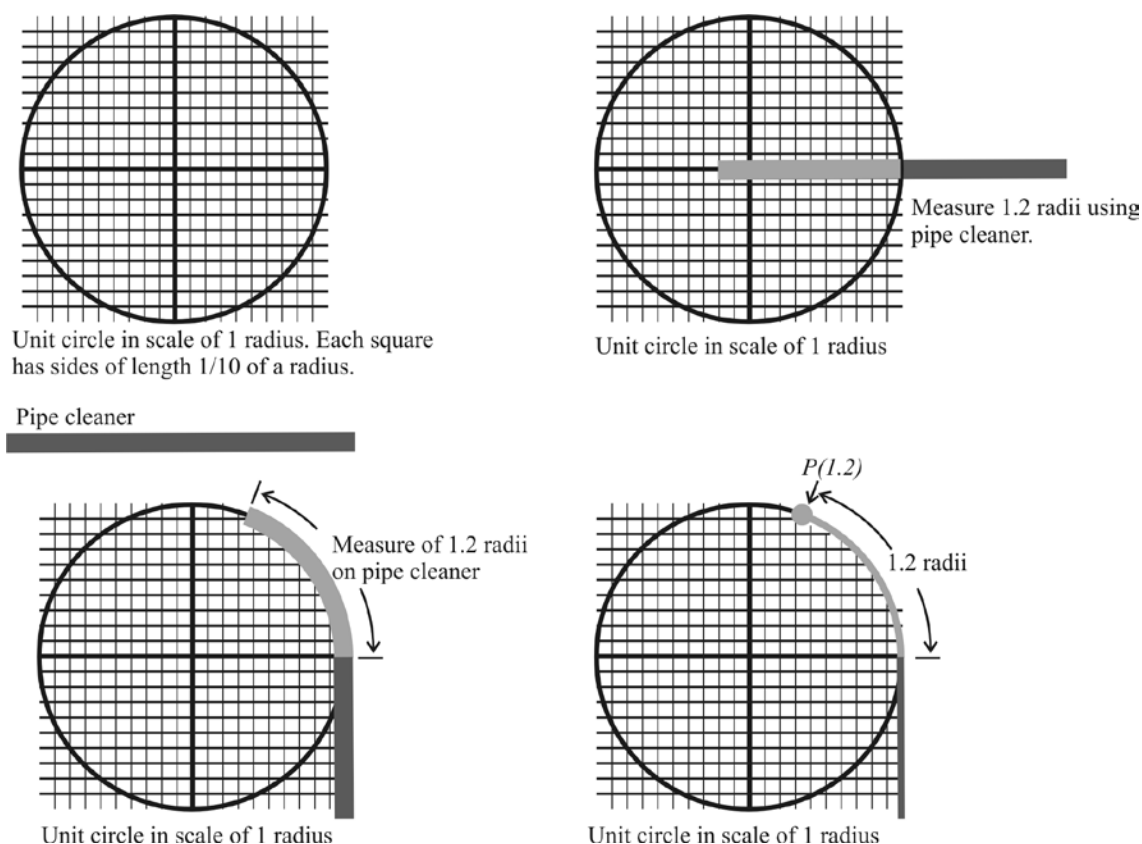 Measure 1.2 radii using
pipe cleaner.
Unit circle in scale of 1 radius. Each square
has sides of length 1/10 of a radius.
Unit circle in scale of 1 radius
Pipe cleaner
Measure of 1.2 radii
on pipe cleaner
Unit circle in scale of 1 radius
P(1.2)
1.2 radii
Unit circle in scale of 1 radius